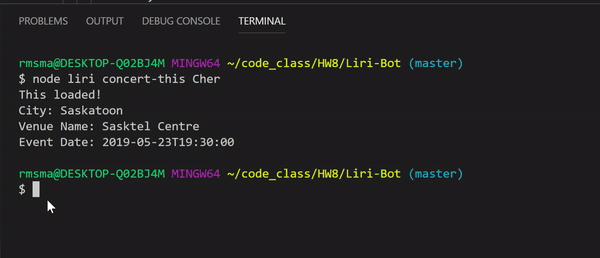 PROBLEMS OUTPUT DEBUG CONSOLE TERMINAL
rmsma@DESKTOP-Q02BJ4M MINGW64 ~/code_class/HW8/Liri-Bot (master)
$ node liri concert-this Cher
This loaded!
City: Saskatoon
Venue Name: Sasktel Centre
Event Date: 2019-05-23T19:30:00
rmsma@DESKTOP-Q02BJ4M MINGW64 ~/code_class/HW8/Liri-Bot (master)
$